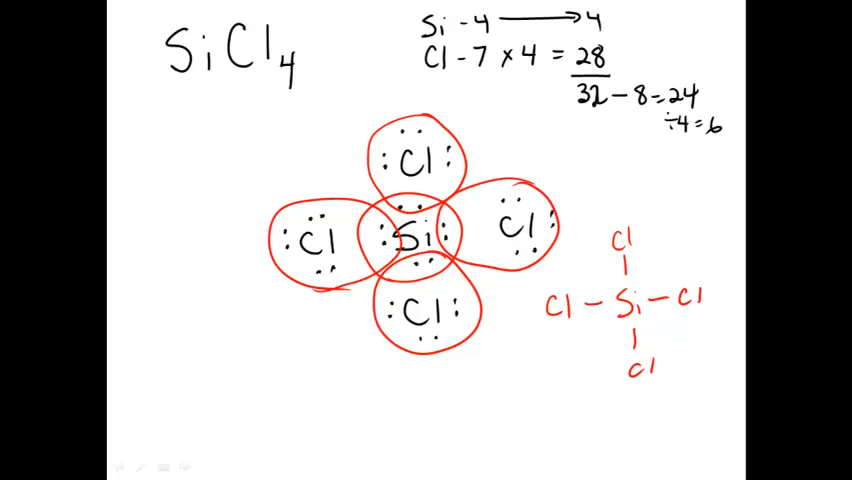 SiCl4
Si - 4 → 4
Cl - 7 × 4 = 28
32 - 8 = 24
÷4 = 6
Cl
Cl Si Cl
Cl
Cl
Cl - Si - Cl
Cl